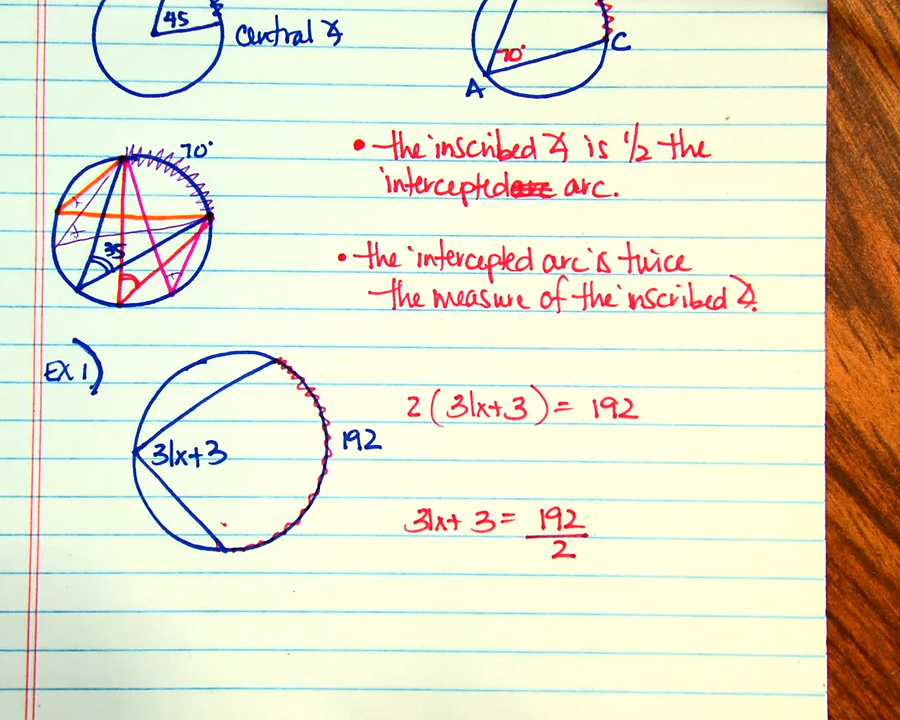 45
central ∡
70°
C
A
70°
• the inscribed ∡ is 1/2 the
intercepted arc.
35
• the intercepted arc is twice
the measure of the inscribed ∡.
EX 1)
2(31x+3) = 192
31x+3
192
31x+3 = 192/2